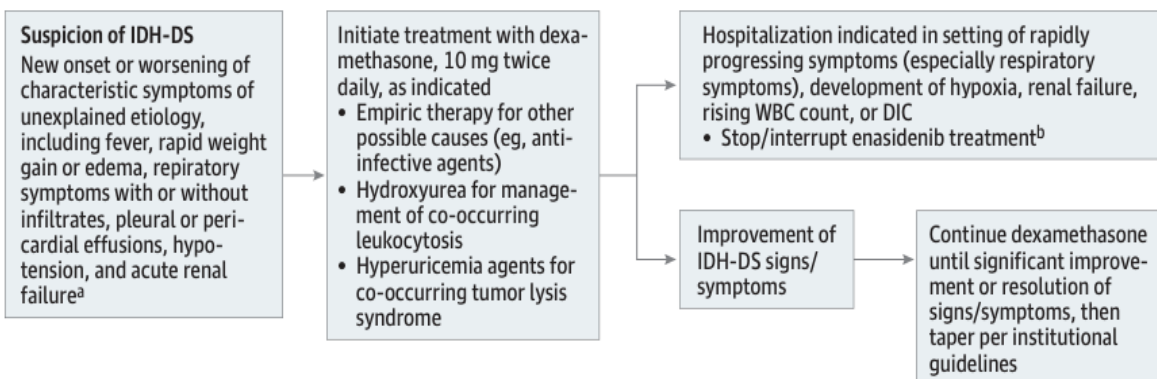 Suspicion of IDH-DS
New onset or worsening of
characteristic symptoms of
unexplained etiology,
including fever, rapid weight
gain or edema, repiratory
symptoms with or without
infiltrates, pleural or peri-
cardial effusions, hypo-
tension, and acute renal
failureᵃ
Initiate treatment with dexa-
methasone, 10 mg twice
daily, as indicated
• Empiric therapy for other
possible causes (eg, anti-
infective agents)
• Hydroxyurea for manage-
ment of co-occurring
leukocytosis
• Hyperuricemia agents for
co-occurring tumor lysis
syndrome
Hospitalization indicated in setting of rapidly
progressing symptoms (especially respiratory
symptoms), development of hypoxia, renal failure,
rising WBC count, or DIC
• Stop/interrupt enasidenib treatmentᵇ
Improvement of
IDH-DS signs/
symptoms
Continue dexamethasone
until significant improve-
ment or resolution of
signs/symptoms, then
taper per institutional
guidelines